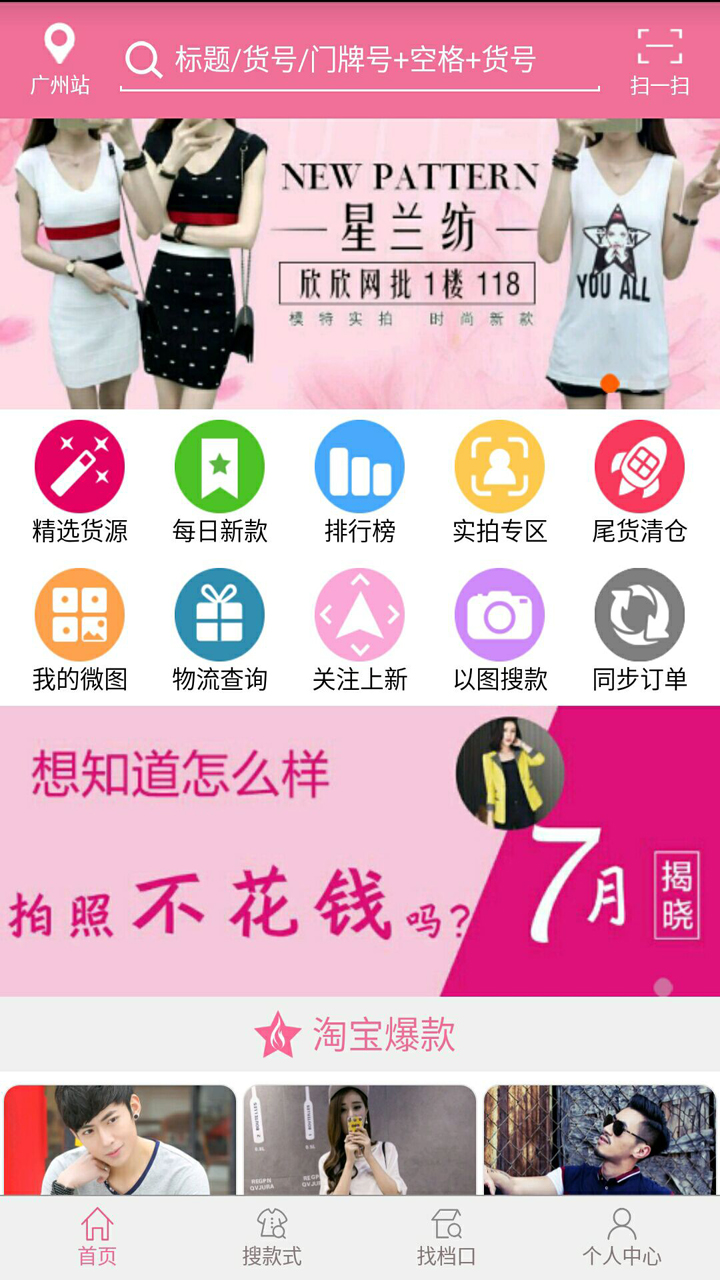 标题/货号/门牌号+空格+货号
广州站
扫一扫
NEW PATTERN
星兰纺
欣欣网批1楼118
模特实拍 时尚新款
YOU ALL
精选货源
每日新款
排行榜
实拍专区
尾货清仓
我的微图
物流查询
关注上新
以图搜款
同步订单
想知道怎么样
拍照不花钱吗?
7月
揭晓
淘宝爆款
首页
搜款式
找档口
个人中心